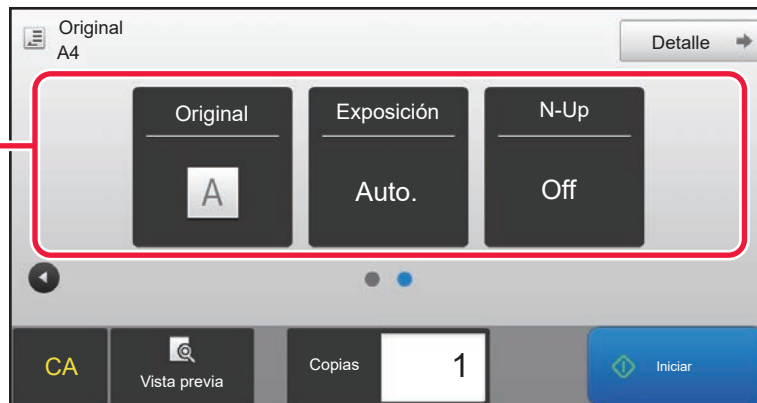 Original
A4
Detalle
Original
Exposición
N-Up
A
Auto.
Off
CA
Vista previa
Copias
1
Iniciar